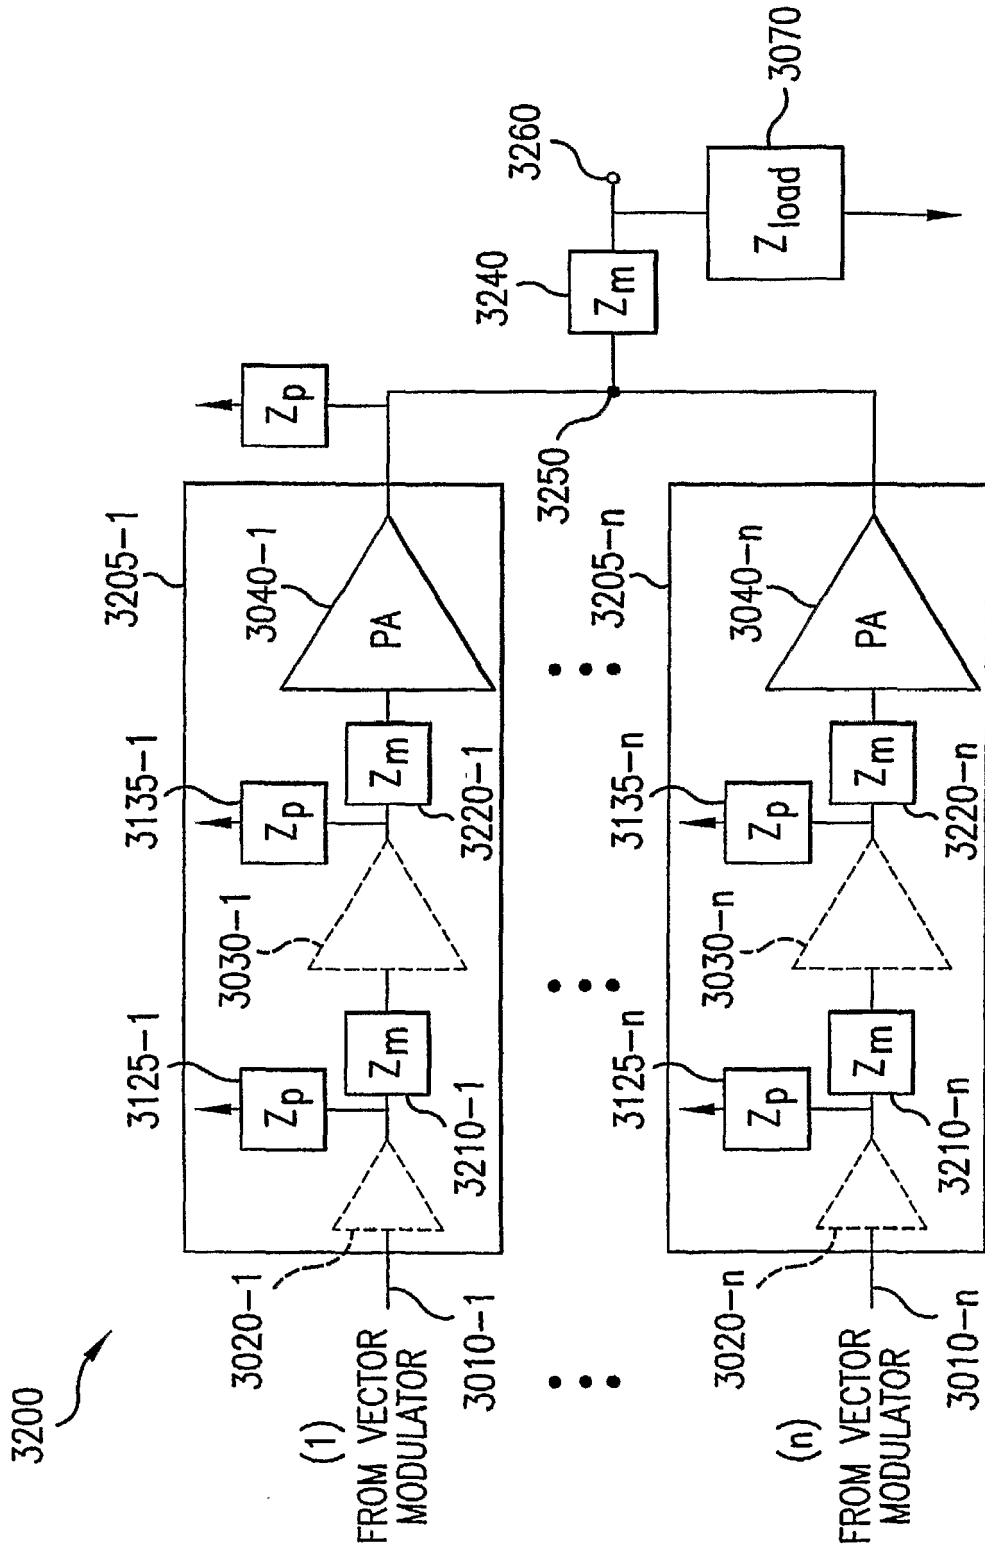 3200
(1)
FROM VECTOR
MODULATOR
3010-1
3020-1
3125-1
Zp
Zm
3210-1
3030-1
3135-1
Zp
Zm
3220-1
3040-1
PA
3205-1
Zp
3250
3240
Zm
3260
Zload
3070
(n)
FROM VECTOR
MODULATOR
3010-n
3020-n
3125-n
Zp
Zm
3210-n
3030-n
3135-n
Zp
Zm
3220-n
3040-n
PA
3205-n